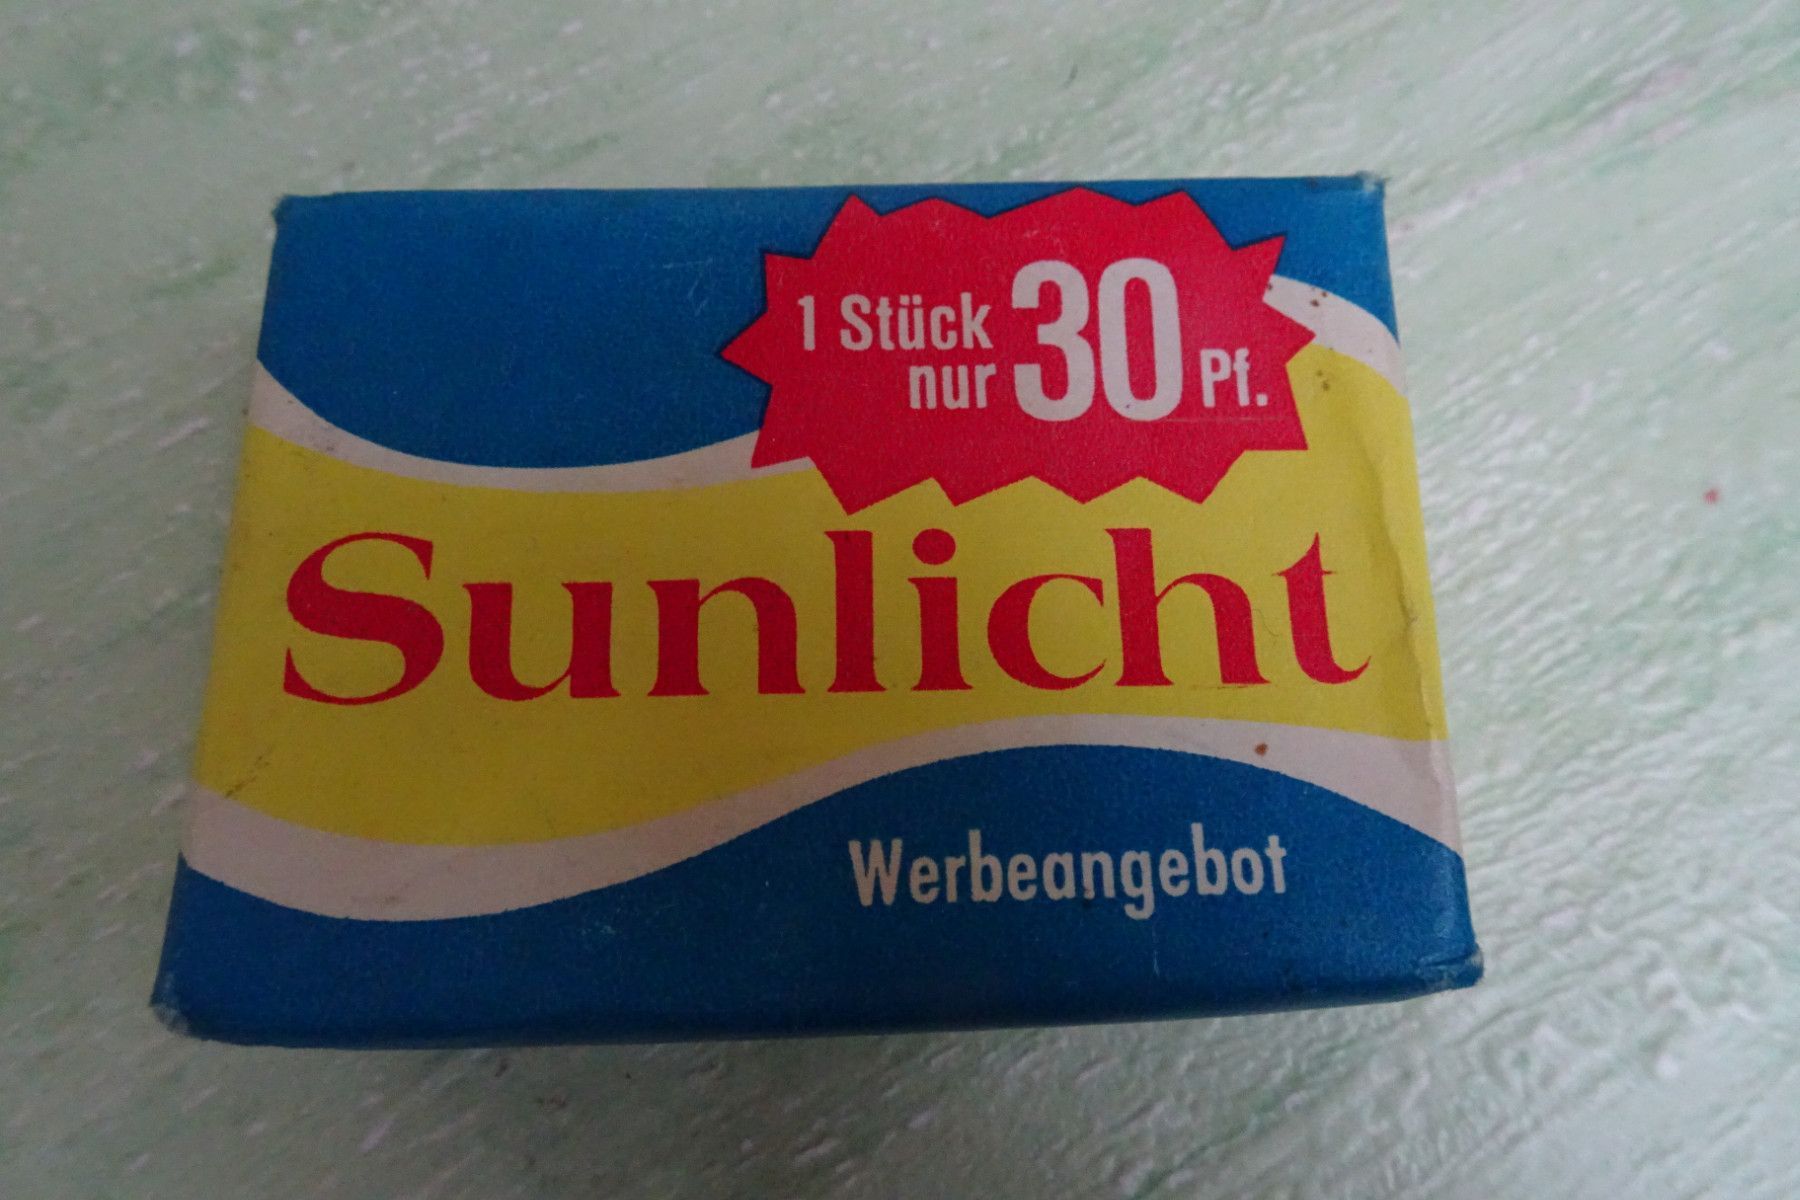 1 Stück
nur 30 Pf.
Sunlicht
Werbeangebot